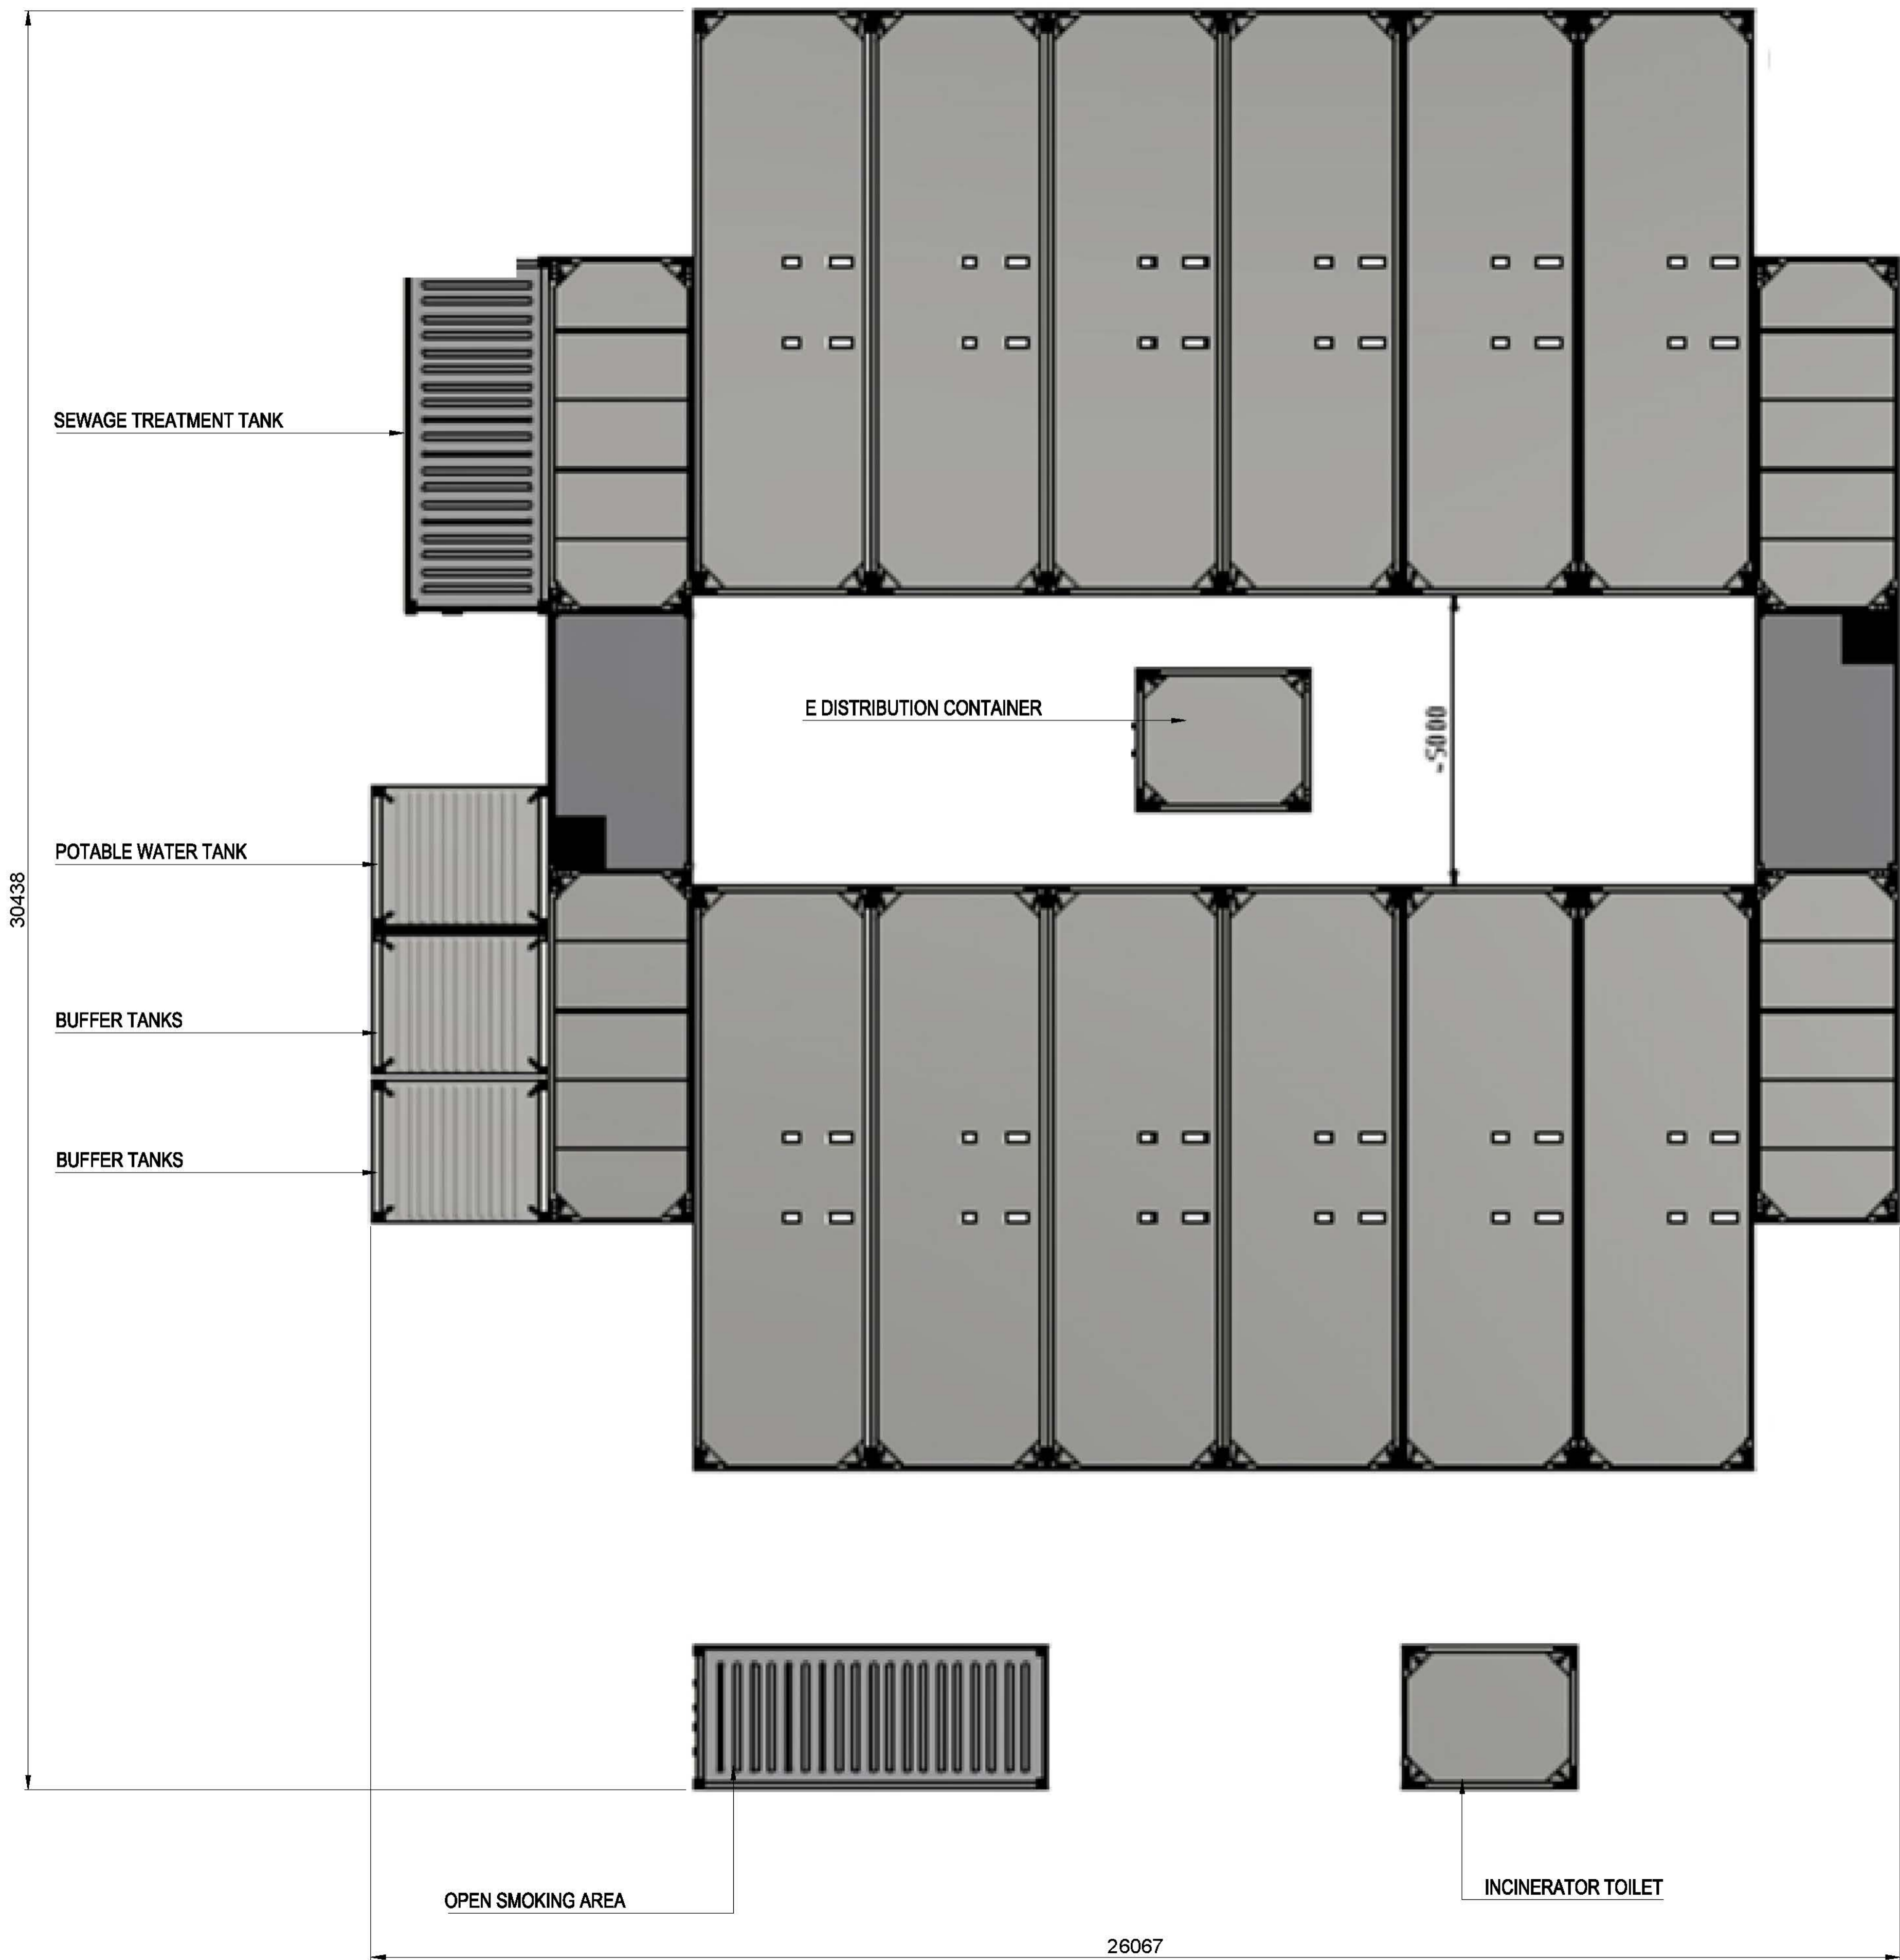 SEWAGE TREATMENT TANK
E DISTRIBUTION CONTAINER
~5000
POTABLE WATER TANK
30438
BUFFER TANKS
BUFFER TANKS
OPEN SMOKING AREA
INCINERATOR TOILET
26067